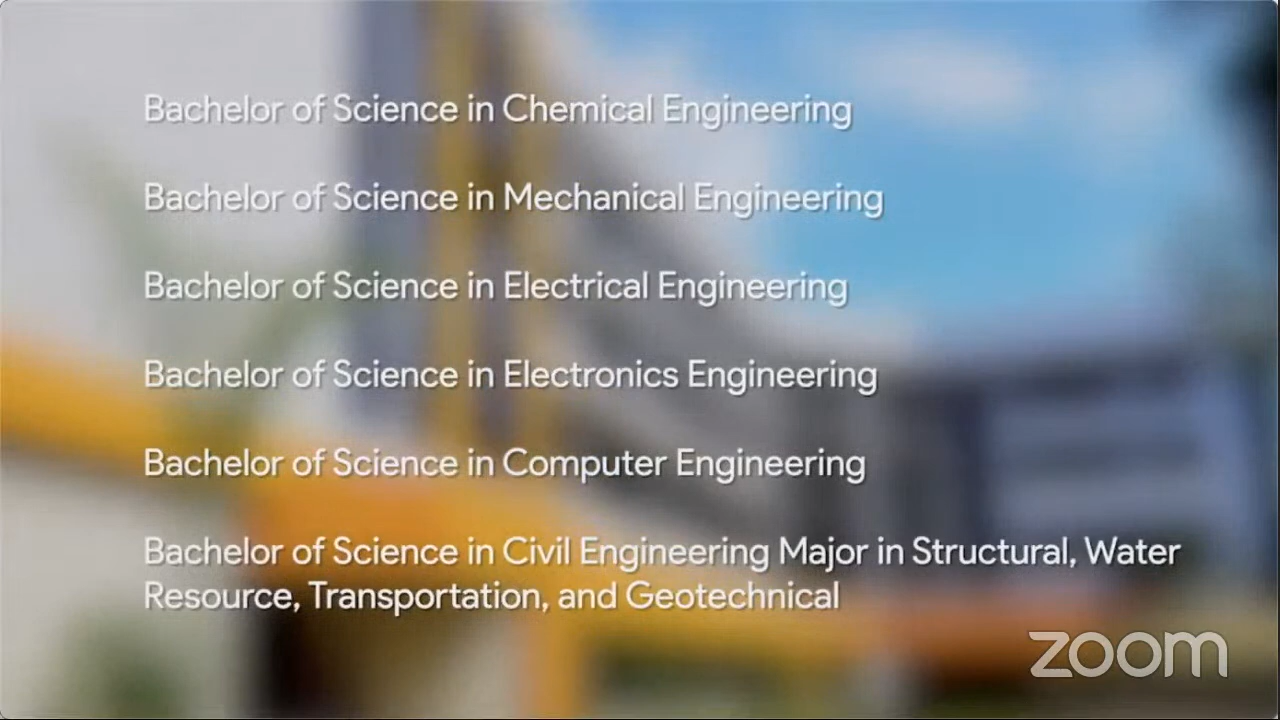 Bachelor of Science in Chemical Engineering
Bachelor of Science in Mechanical Engineering
Bachelor of Science in Electrical Engineering
Bachelor of Science in Electronics Engineering
Bachelor of Science in Computer Engineering
Bachelor of Science in Civil Engineering Major in Structural, Water
Resource, Transportation, and Geotechnical
zoom